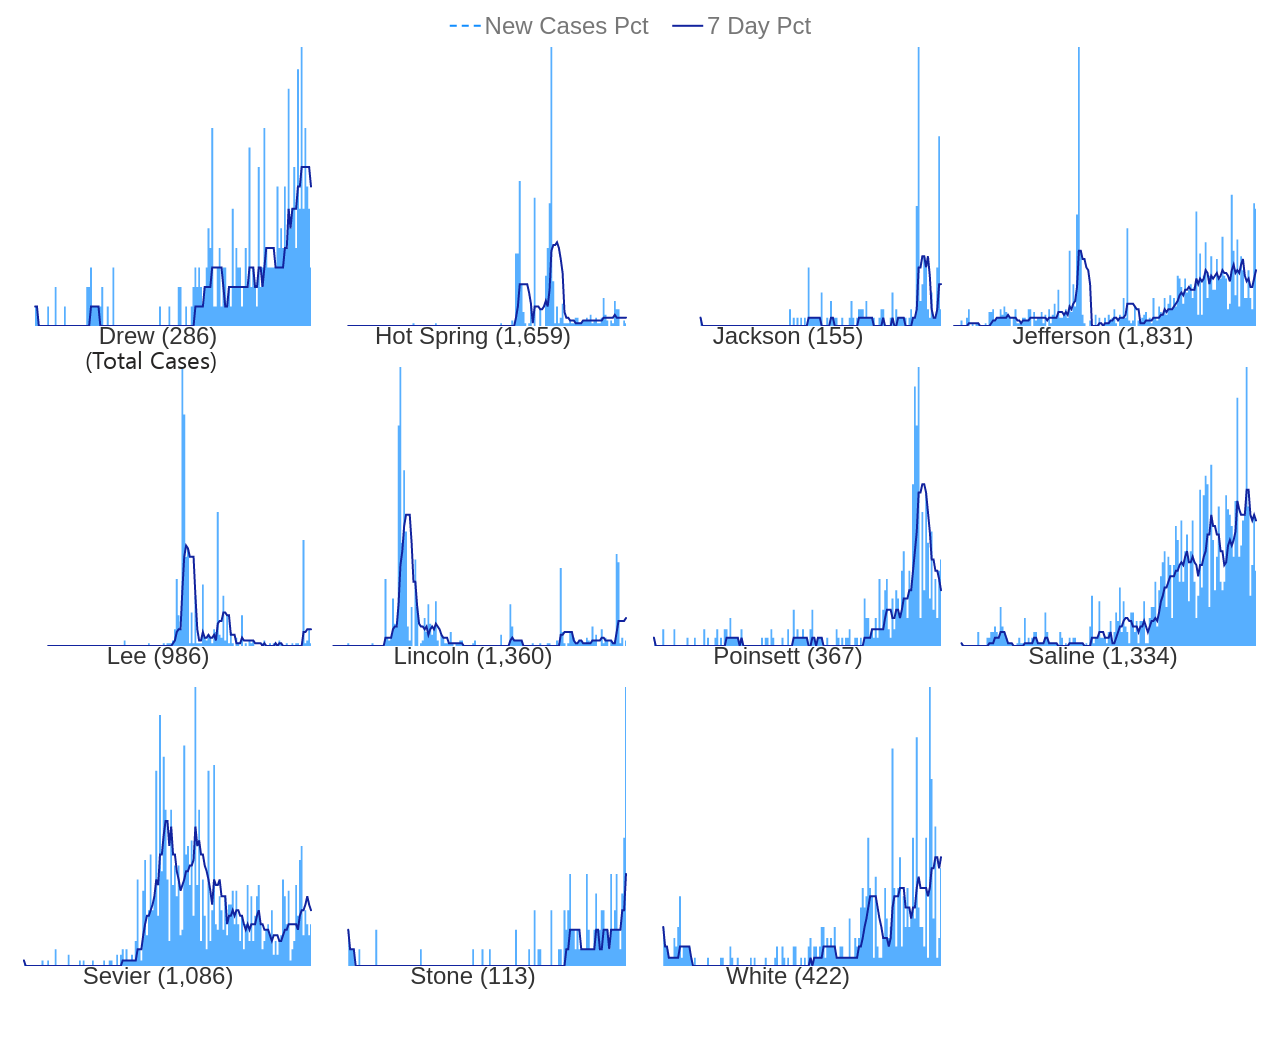 New Cases Pct 7 Day Pct
Drew (286) Hot Spring (1,659) Jackson (155) Jefferson (1,831)
(Total Cases)
Lee (986) Lincoln (1,360) Poinsett (367) Saline (1,334)
Sevier (1,086) Stone (113) White (422)